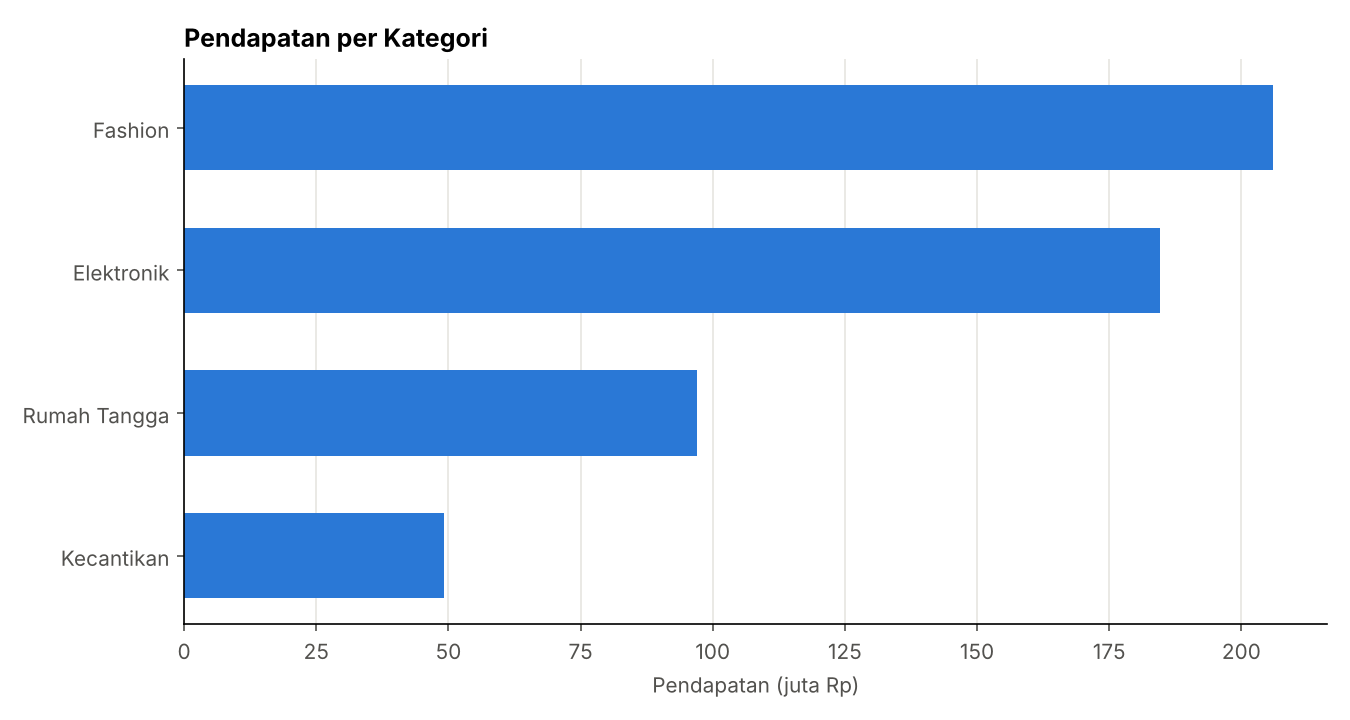 Pendapatan per Kategori
Fashion
Elektronik
Rumah Tangga
Kecantikan
0 25 50 75 100 125 150 175 200
Pendapatan (juta Rp)